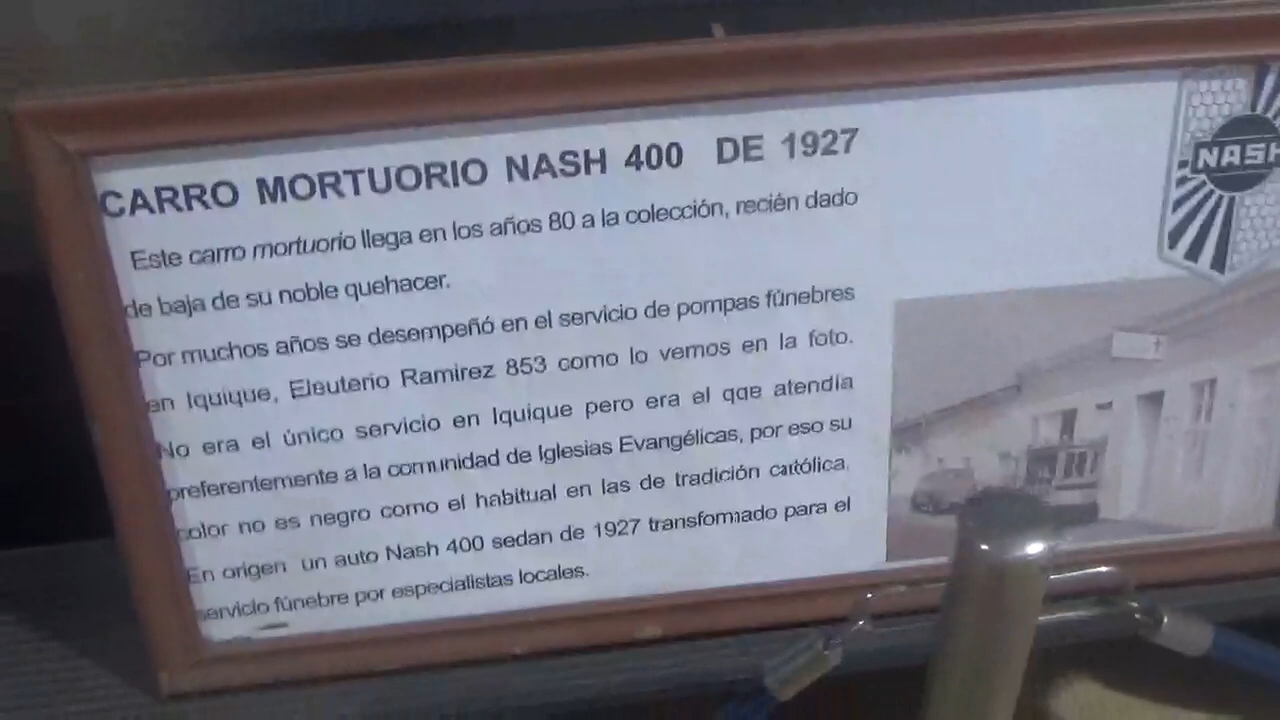 CARRO MORTUORIO NASH 400 DE 1927
Este carro mortuorio llega en los años 80 a la colección, recién dado
de baja de su noble quehacer.
Por muchos años se desempeñó en el servicio de pompas fúnebres
en Iquique, Eleuterio Ramirez 853 como lo vemos en la foto.
No era el único servicio en Iquique pero era el que atendía
preferentemente a la comunidad de Iglesias Evangélicas, por eso su
color no es negro como el habitual en las de tradición católica.
En origen un auto Nash 400 sedan de 1927 transformado para el
servicio fúnebre por especialistas locales.
NASH